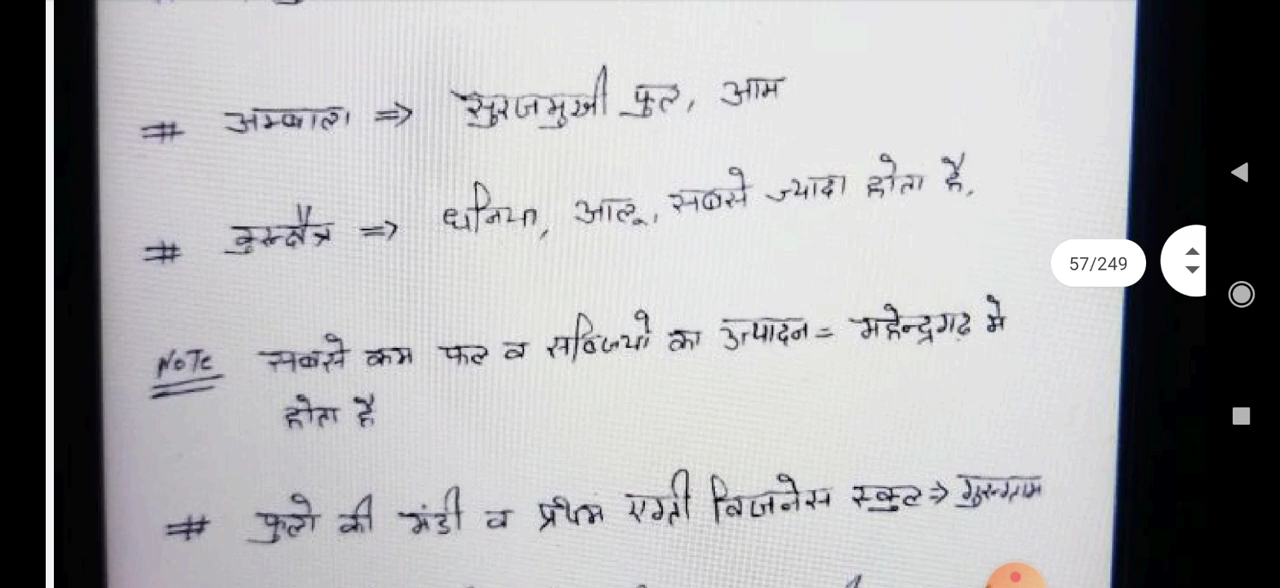 # अम्बाला => सुरजमुखी फुल, आम
# कुरुक्षैत्र => धनिया, आलू, सबसे ज्यादा होता है,
57/249
NoTe सबसे कम फल व सब्जियो का उत्पादन = महेन्द्रगढ़ मे
होता है
# फुलो की मंडी व प्रथम एग्री बिजनेस स्कुल => गुरुग्राम